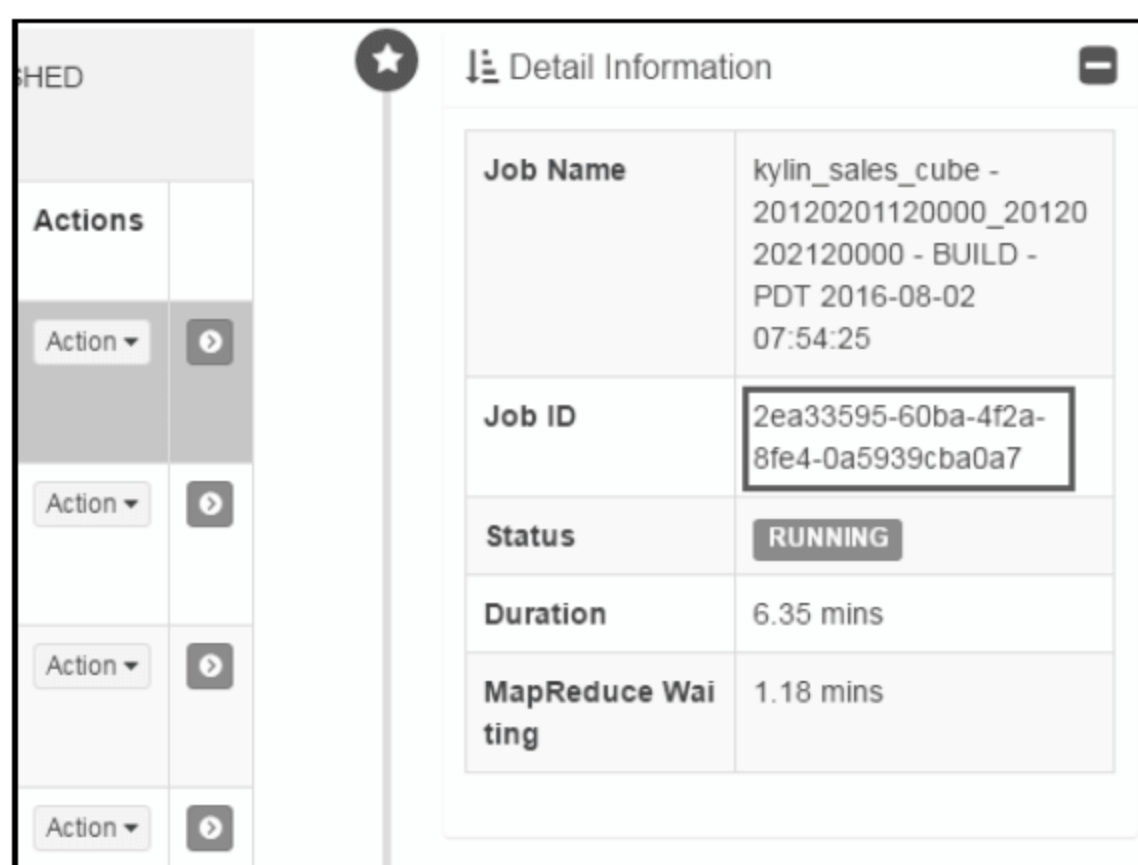 SHED
Actions
Action
Action
Action
Action
Detail Information
Job Name
kylin_sales_cube -
20120201120000_20120
202120000 - BUILD -
PDT 2016-08-02
07:54:25
Job ID
2ea33595-60ba-4f2a-
8fe4-0a5939cba0a7
Status
RUNNING
Duration
6.35 mins
MapReduce Wai
ting
1.18 mins